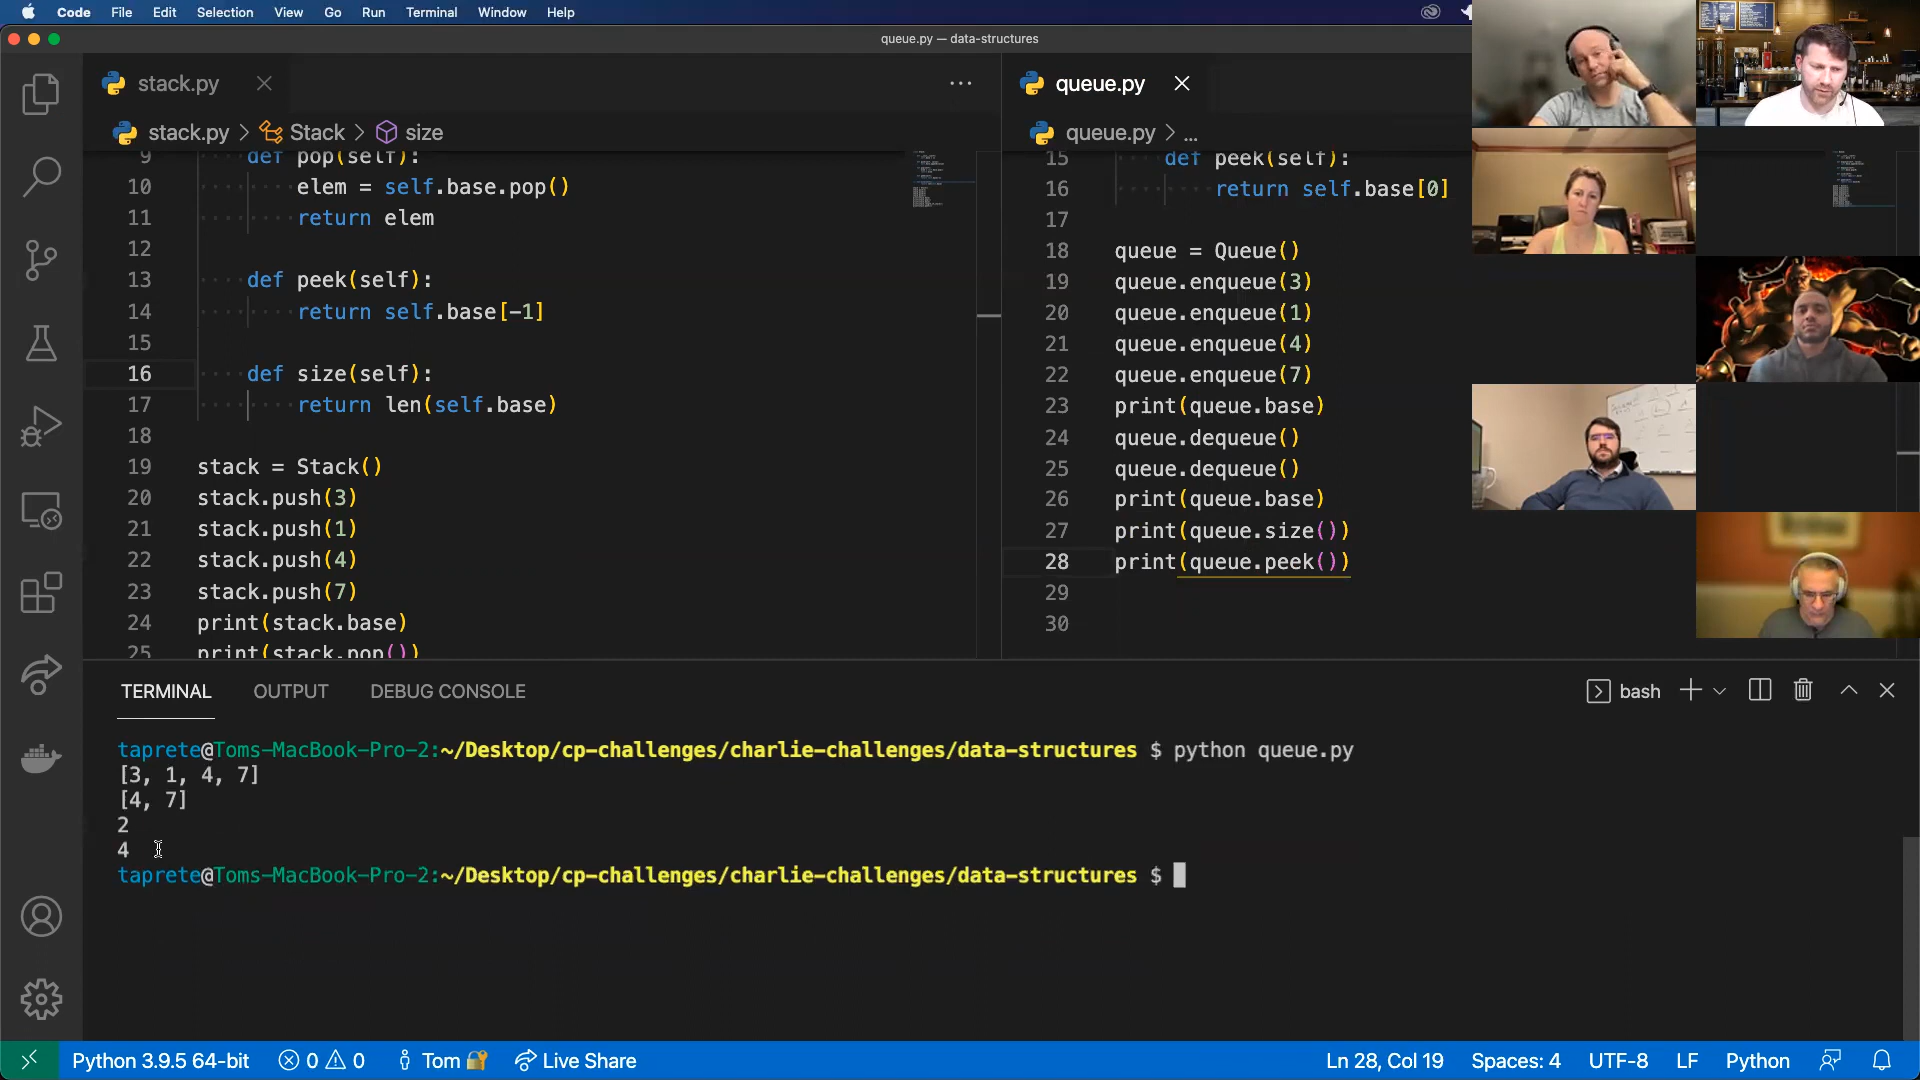 Code File Edit Selection View Go Run Terminal Window Help
queue.py — data-structures
stack.py
stack.py > Stack > size
9 def pop(self):
10 elem = self.base.pop()
11 return elem
12
13 def peek(self):
14 return self.base[-1]
15
16 def size(self):
17 return len(self.base)
18
19 stack = Stack()
20 stack.push(3)
21 stack.push(1)
22 stack.push(4)
23 stack.push(7)
24 print(stack.base)
25 print(stack.pop())
queue.py
queue.py > ...
15 def peek(self):
16 return self.base[0]
17
18 queue = Queue()
19 queue.enqueue(3)
20 queue.enqueue(1)
21 queue.enqueue(4)
22 queue.enqueue(7)
23 print(queue.base)
24 queue.dequeue()
25 queue.dequeue()
26 print(queue.base)
27 print(queue.size())
28 print(queue.peek())
29
30
TERMINAL OUTPUT DEBUG CONSOLE
bash
taprete@Toms-MacBook-Pro-2:~/Desktop/cp-challenges/charlie-challenges/data-structures $ python queue.py
[3, 1, 4, 7]
[4, 7]
2
4
taprete@Toms-MacBook-Pro-2:~/Desktop/cp-challenges/charlie-challenges/data-structures $
Python 3.9.5 64-bit 0 0 Tom Live Share Ln 28, Col 19 Spaces: 4 UTF-8 LF Python